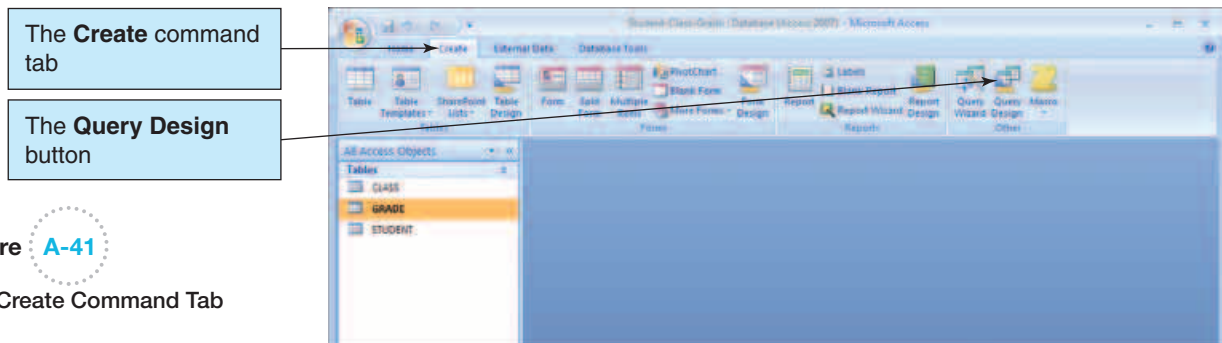 The Create command
tab
The Query Design
button
re A-41
Create Command Tab
Student-Class-Grade : Database (Access 2007) - Microsoft Access
Home Create External Data Database Tools
Table
Table
Templates
SharePoint
Lists
Table
Design
Tables
Form
Split
Form
Multiple
Items
PivotChart
Blank Form
More Forms
Form
Design
Forms
Report
Labels
Blank Report
Report Wizard
Report
Design
Reports
Query
Wizard
Query
Design
Macro
Other
All Access Objects
Tables
CLASS
GRADE
STUDENT